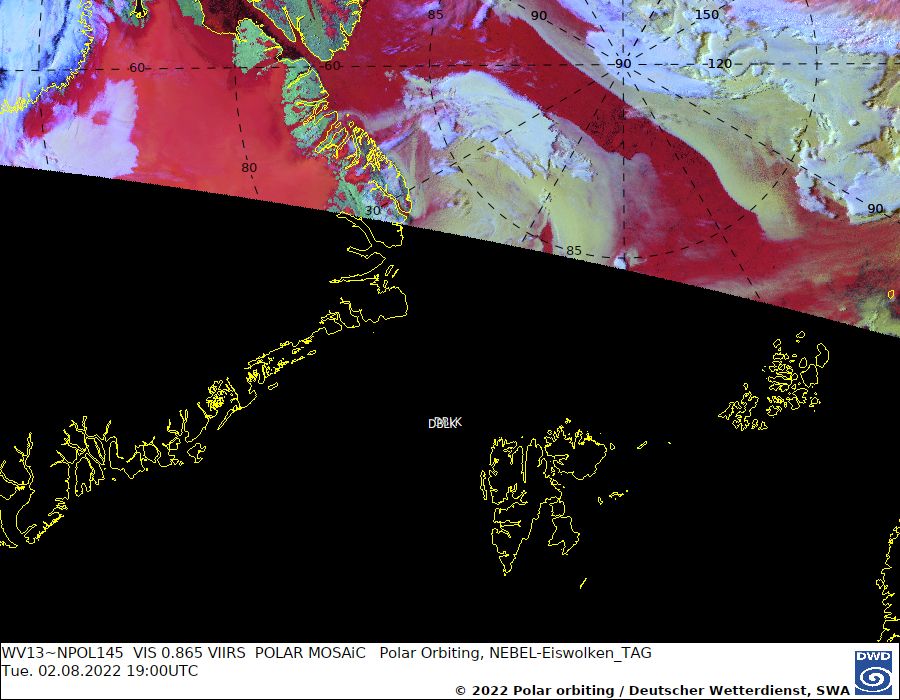 85 90 150
-60 -60 -90 -120
80
30 90
85
DBLK
DBLK
WV13~NPOL145 VIS 0.865 VIIRS POLAR MOSAiC Polar Orbiting, NEBEL-Eiswolken_TAG
Tue. 02.08.2022 19:00UTC
DWD
© 2022 Polar orbiting / Deutscher Wetterdienst, SWA